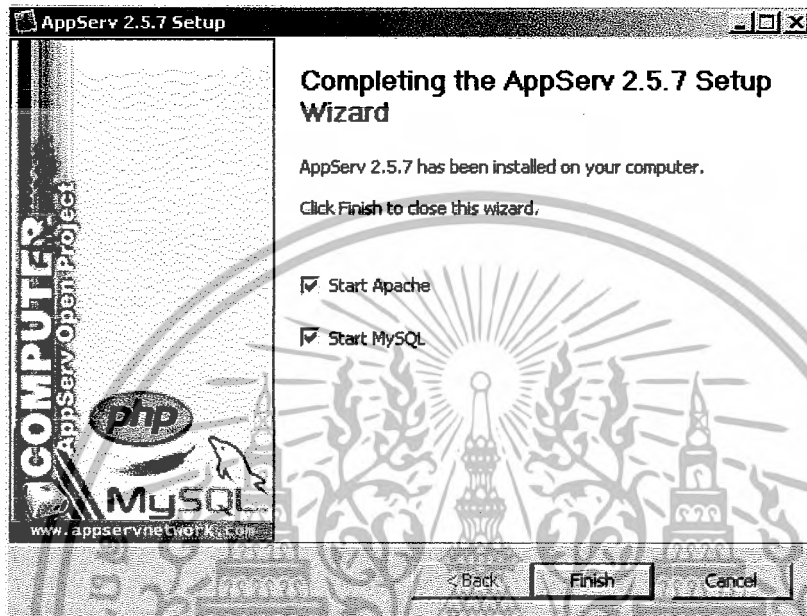 AppServ 2.5.7 Setup
Completing the AppServ 2.5.7 Setup
Wizard
AppServ 2.5.7 has been installed on your computer.
Click Finish to close this wizard.
Start Apache
Start MySQL
COMPUTER
AppServ Open Project
php
MySQL
www.appservnetwork.com
< Back
Finish
Cancel